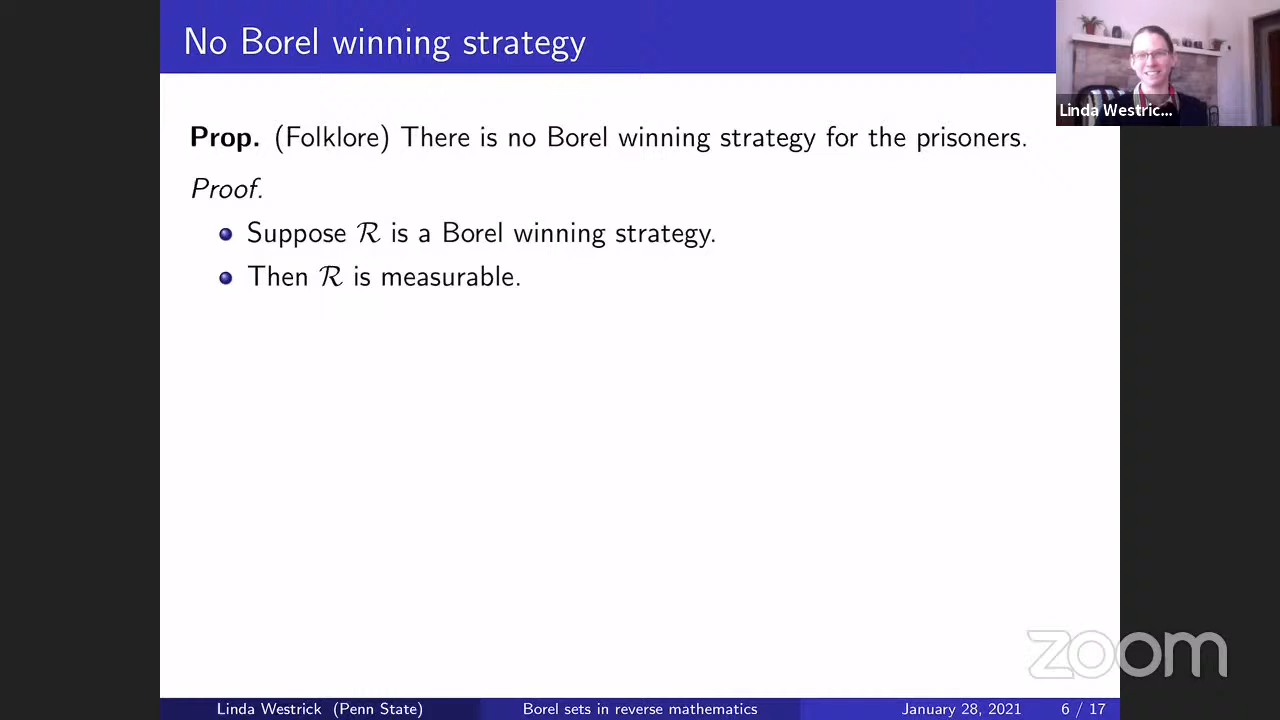 No Borel winning strategy
Linda Westric...
Prop. (Folklore) There is no Borel winning strategy for the prisoners.
Proof.
Suppose ℛ is a Borel winning strategy.
Then ℛ is measurable.
zoom
Linda Westrick (Penn State) Borel sets in reverse mathematics January 28, 2021 6 / 17